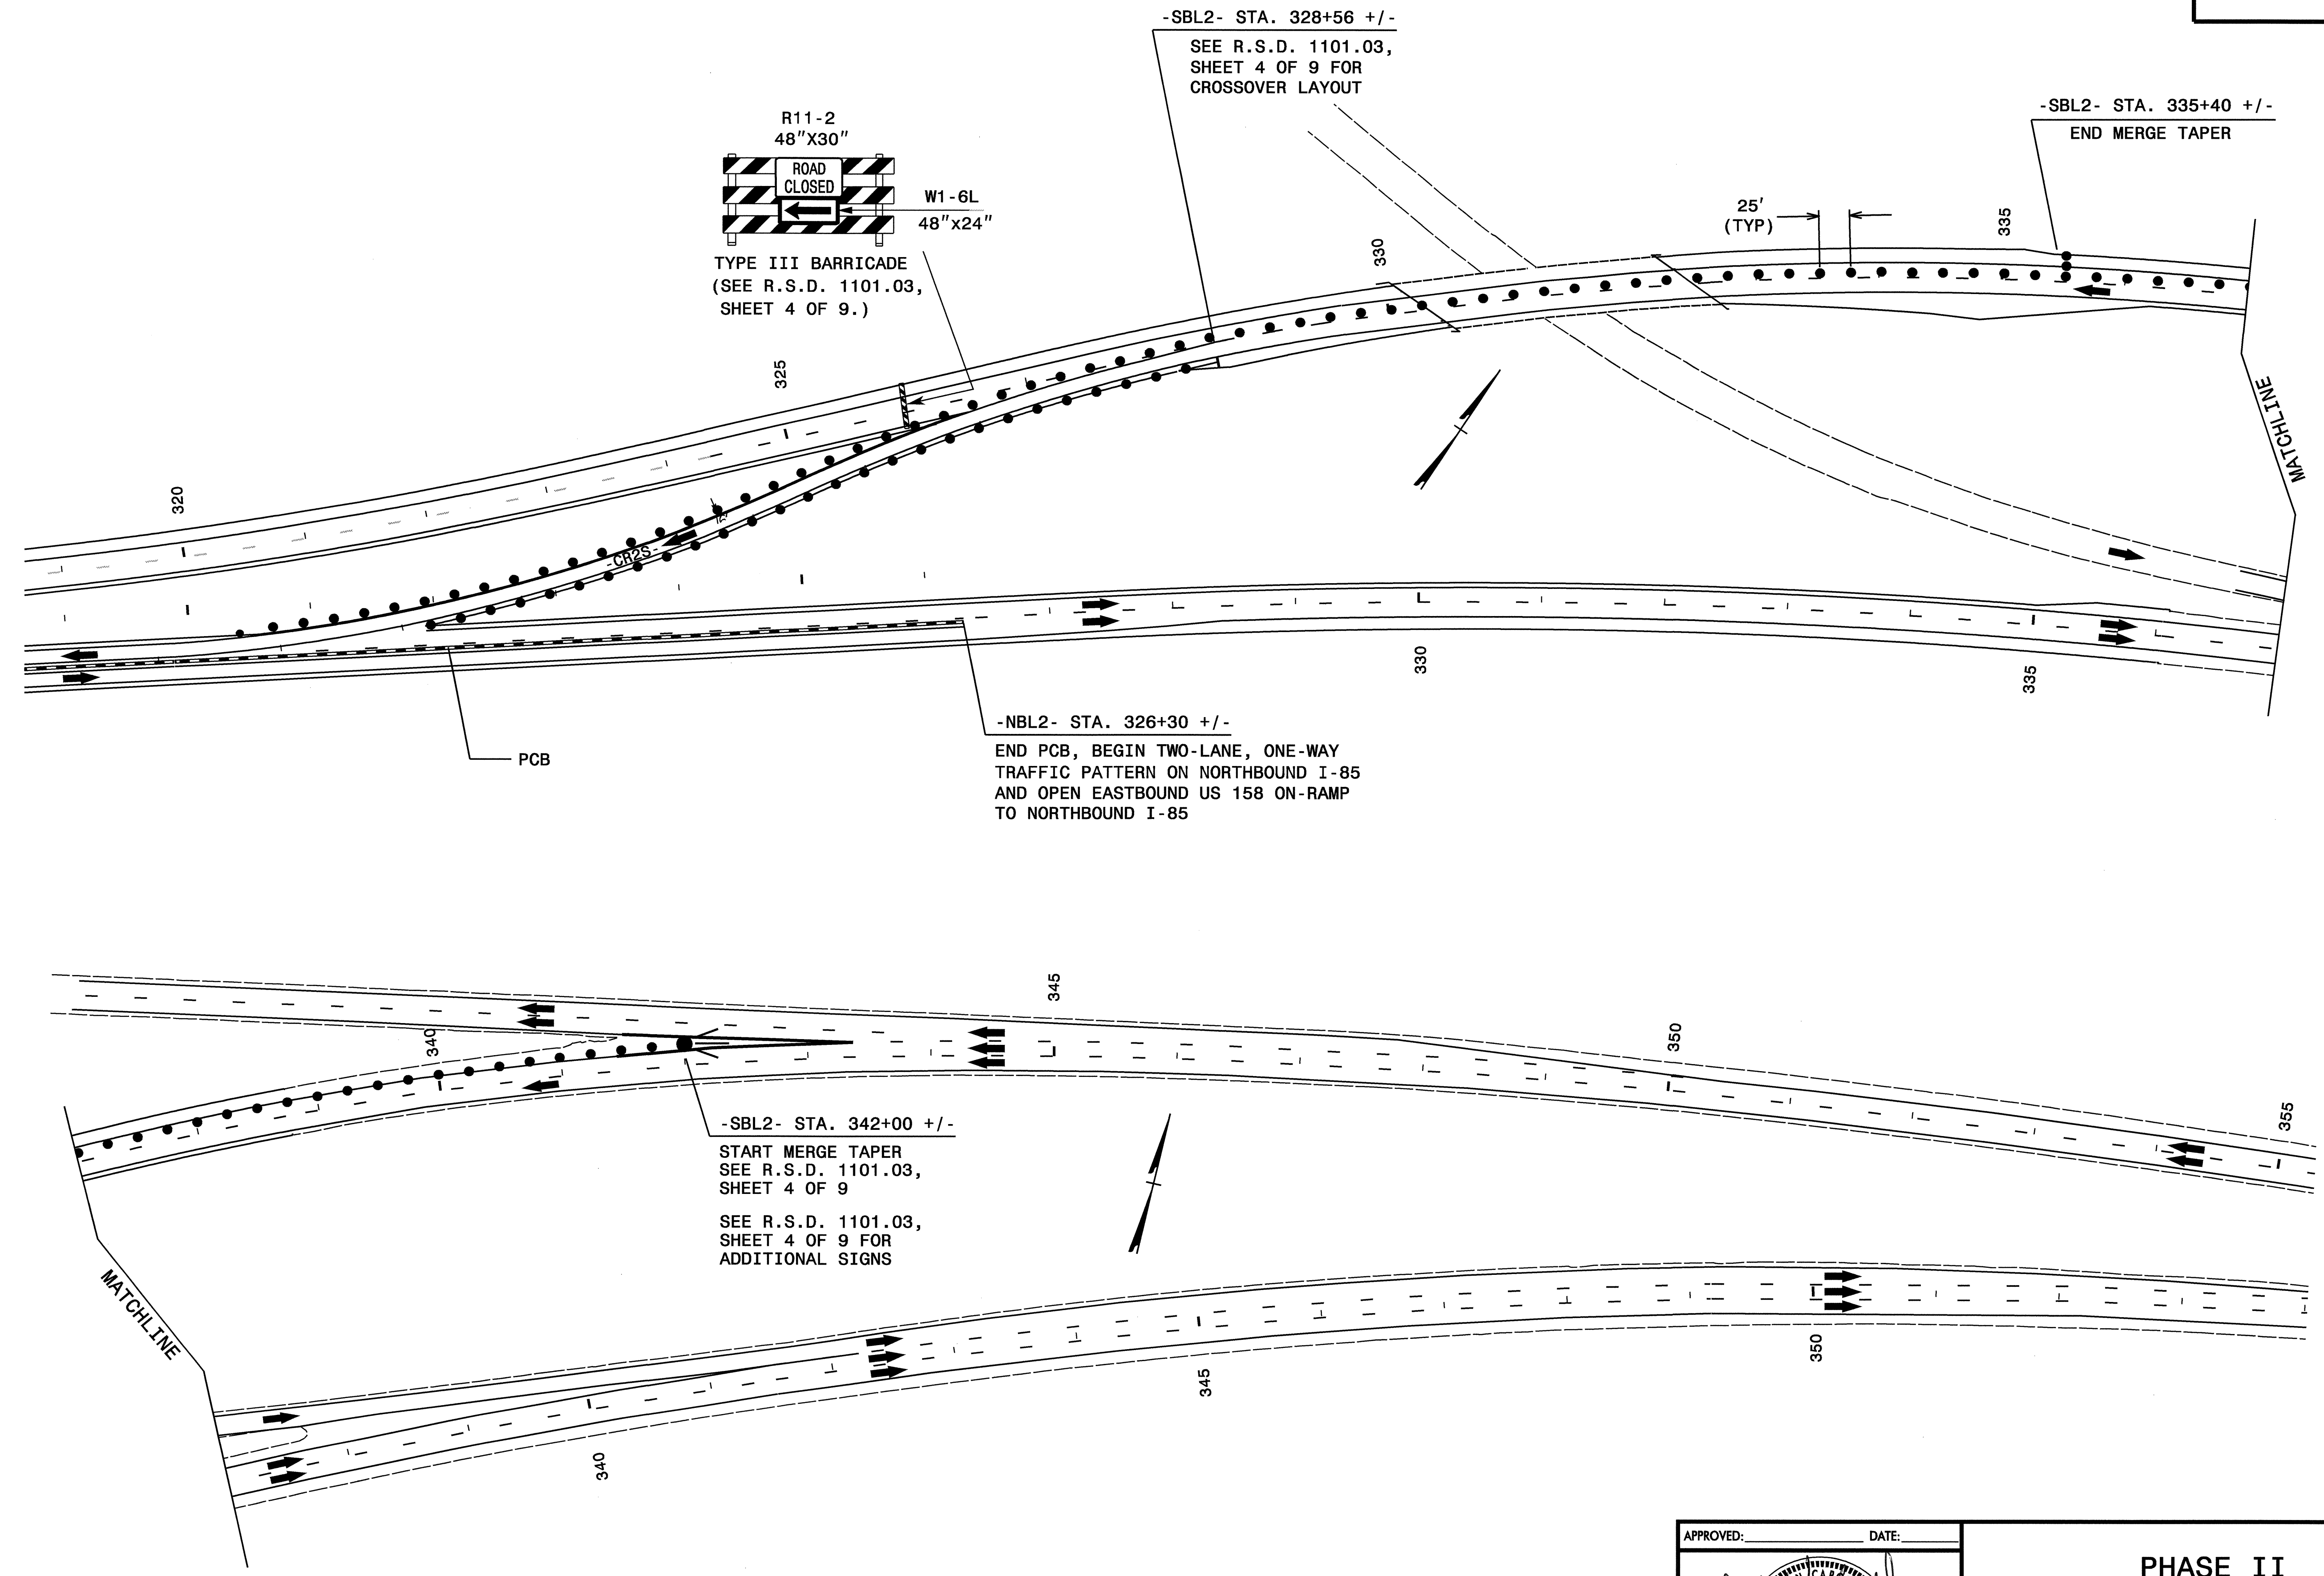 -SBL2- STA. 328+56 +/-
SEE R.S.D. 1101.03,
SHEET 4 OF 9 FOR
CROSSOVER LAYOUT
-SBL2- STA. 335+40 +/-
END MERGE TAPER
R11-2
48"X30"
ROAD
CLOSED
W1-6L
48"x24"
TYPE III BARRICADE
(SEE R.S.D. 1101.03,
SHEET 4 OF 9.)
25'
(TYP)
335
330
325
320
MATCHLINE
-CR2S-
330
335
-NBL2- STA. 326+30 +/-
END PCB, BEGIN TWO-LANE, ONE-WAY
TRAFFIC PATTERN ON NORTHBOUND I-85
AND OPEN EASTBOUND US 158 ON-RAMP
TO NORTHBOUND I-85
PCB
345
340
350
355
-SBL2- STA. 342+00 +/-
START MERGE TAPER
SEE R.S.D. 1101.03,
SHEET 4 OF 9
SEE R.S.D. 1101.03,
SHEET 4 OF 9 FOR
ADDITIONAL SIGNS
MATCHLINE
350
345
340
APPROVED: DATE:
PHASE II